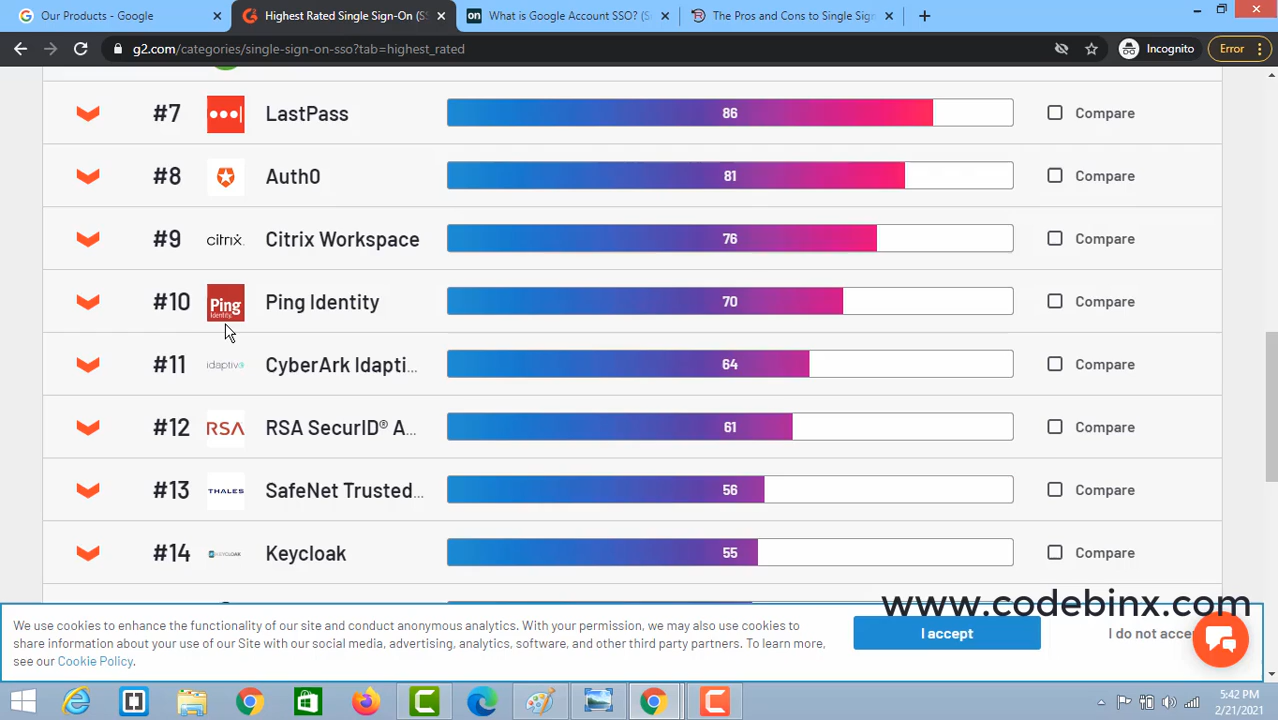 Our Products - Google
Highest Rated Single Sign-On (SS
What is Google Account SSO? (S
The Pros and Cons to Single Sign
g2.com/categories/single-sign-on-sso?tab=highest_rated
Incognito
Error
#7 LastPass 86 Compare
#8 Auth0 81 Compare
#9 citrix. Citrix Workspace 76 Compare
#10 Ping Identity. Ping Identity 70 Compare
#11 idaptive CyberArk Idapti... 64 Compare
#12 RSA RSA SecurID® A... 61 Compare
#13 THALES SafeNet Trusted... 56 Compare
#14 KEYCLOAK Keycloak 55 Compare
www.codebinx.com
We use cookies to enhance the functionality of our site and conduct anonymous analytics. With your permission, we may also use cookies to
share information about your use of our Site with our social media, advertising, analytics, software, and other third party partners. To learn more,
see our Cookie Policy.
I accept
I do not accep
5:42 PM
2/21/2021